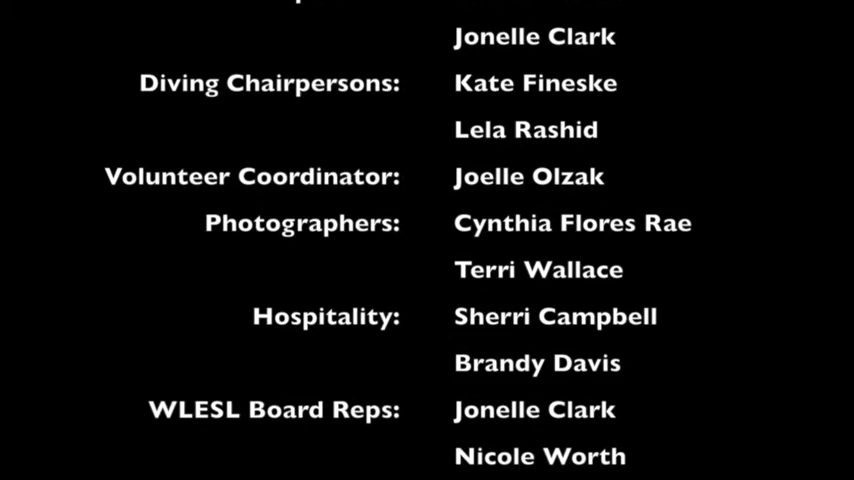 Jonelle Clark
Diving Chairpersons: Kate Fineske
Lela Rashid
Volunteer Coordinator: Joelle Olzak
Photographers: Cynthia Flores Rae
Terri Wallace
Hospitality: Sherri Campbell
Brandy Davis
WLESL Board Reps: Jonelle Clark
Nicole Worth